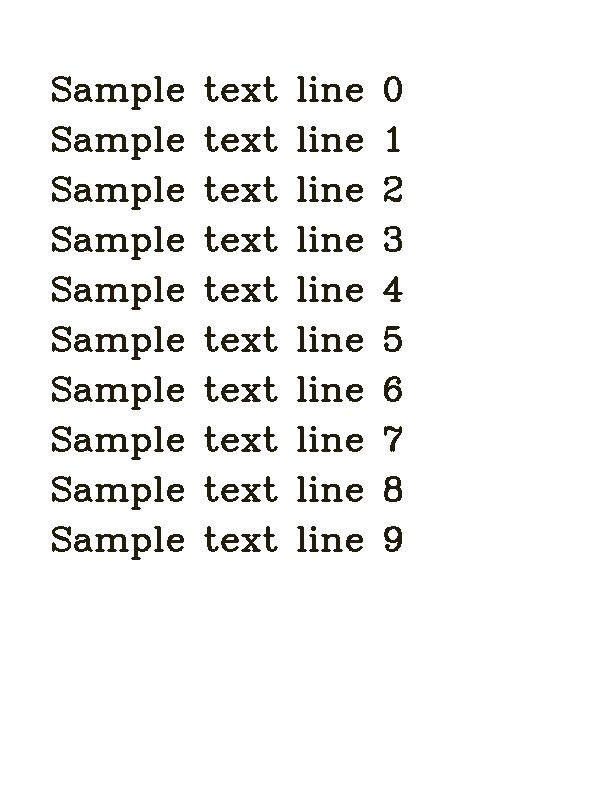 Sample text line 0
Sample text line 1
Sample text line 2
Sample text line 3
Sample text line 4
Sample text line 5
Sample text line 6
Sample text line 7
Sample text line 8
Sample text line 9